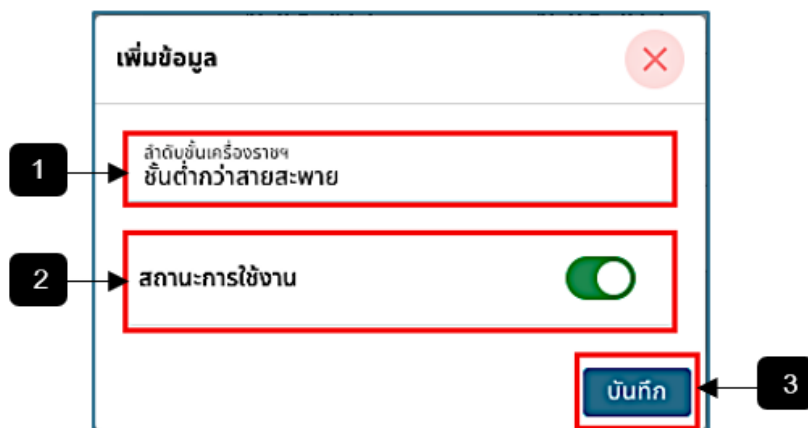 เพิ่มข้อมูล
1
ลำดับชั้นเครื่องราชฯ
ชั้นต่ำกว่าสายสะพาย
2
สถานะการใช้งาน
บันทึก
3